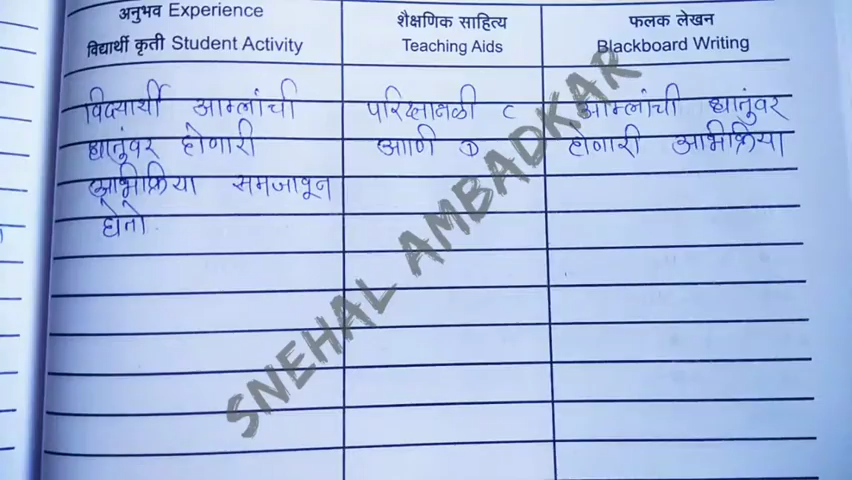 अनुभव Experience
विद्यार्थी कृती Student Activity
शैक्षणिक साहित्य
Teaching Aids
फलक लेखन
Blackboard Writing
विद्यार्थी आम्लांची
धातुंवर होणारी
अभिक्रिया समजावून
घेतो.
परिक्षानळी C
आणी D
आम्लांची धातुंवर
होणारी अभिक्रिया
SNEHAL AMBADKAR